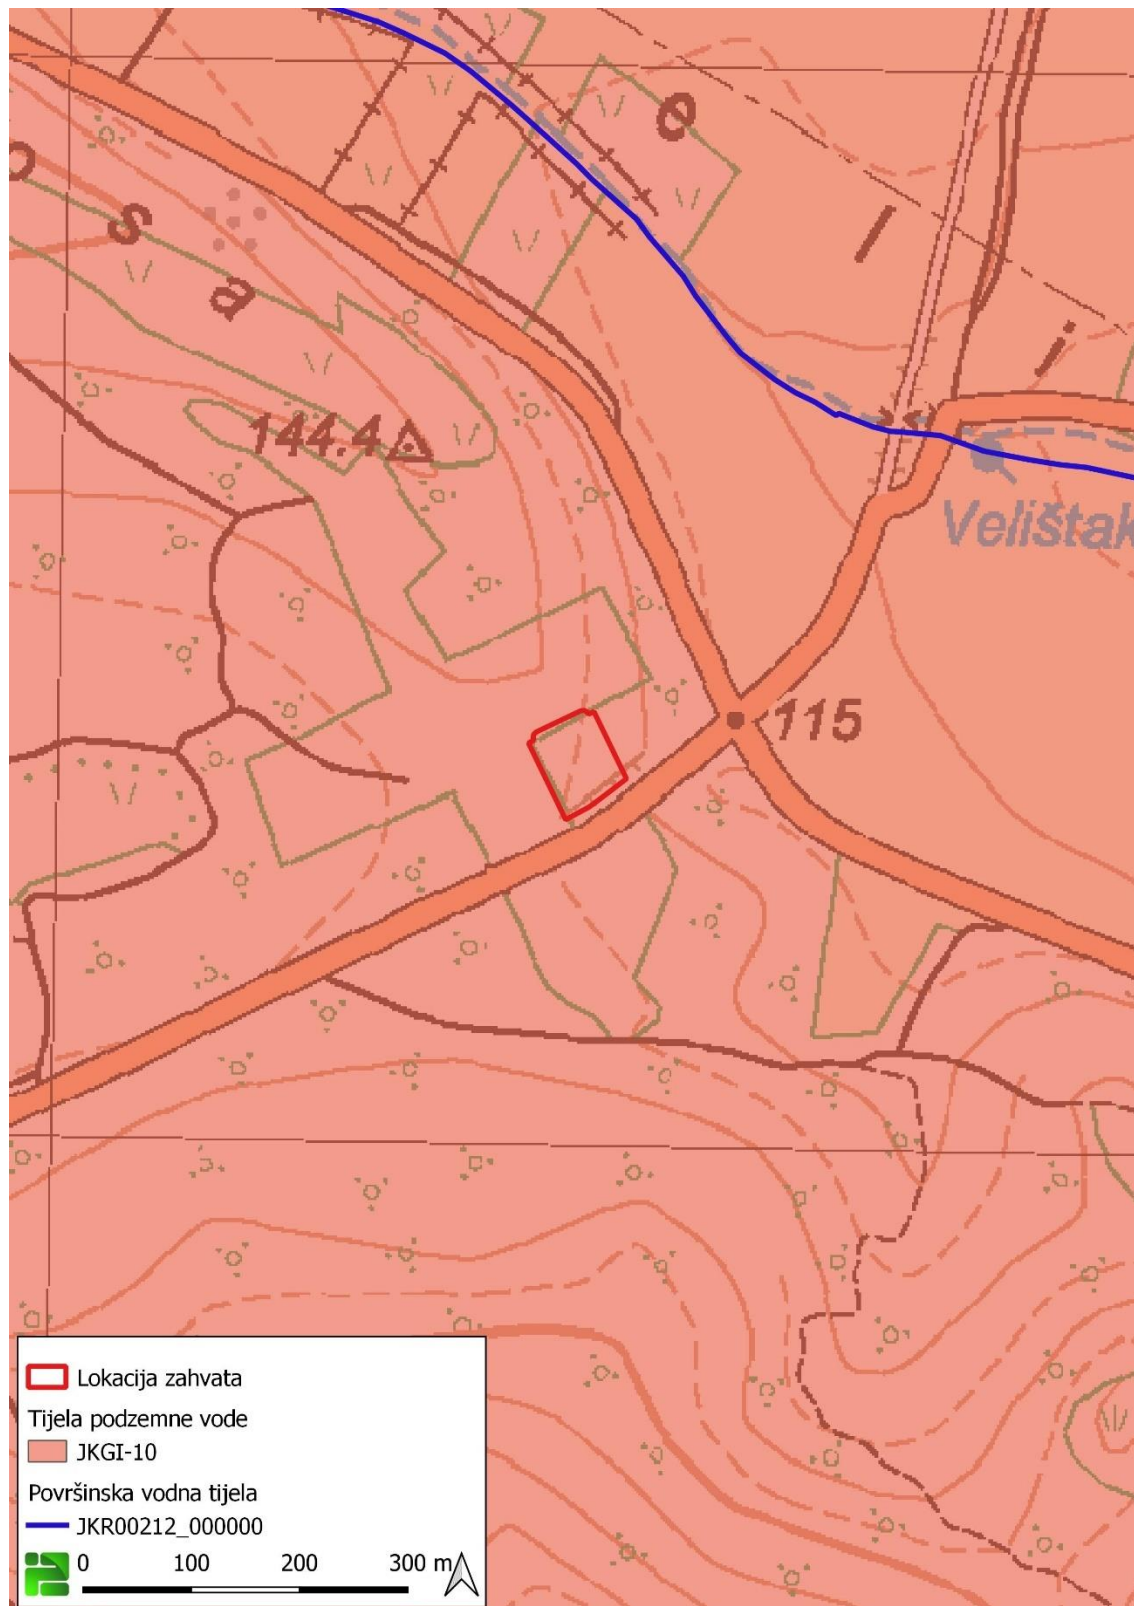 e
o
s
a
l
i
144.4
Velištak
115
Lokacija zahvata
Tijela podzemne vode
JKGI-10
Površinska vodna tijela
JKR00212_000000
0 100 200 300 m